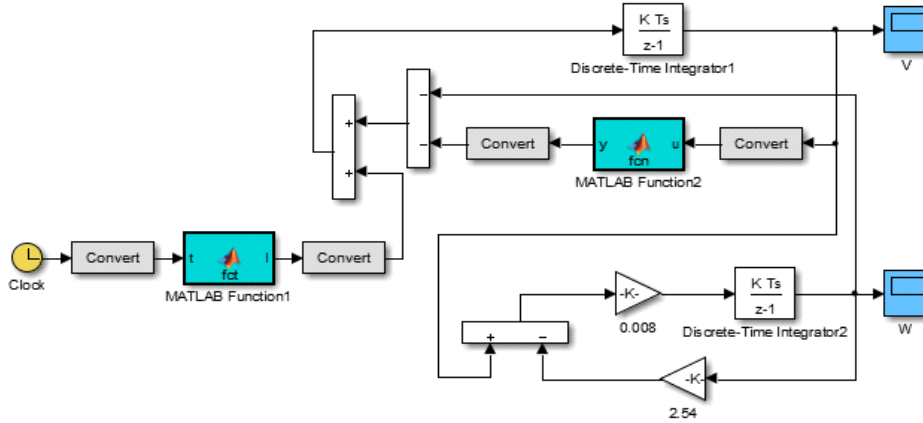 K Ts
z-1
Discrete-Time Integrator1
V
+
+
−
−
Convert
y fcn u
MATLAB Function2
Convert
Clock
Convert
t fct I
MATLAB Function1
Convert
-K-
0.008
K Ts
z-1
Discrete-Time Integrator2
W
+ −
-K-
2.54